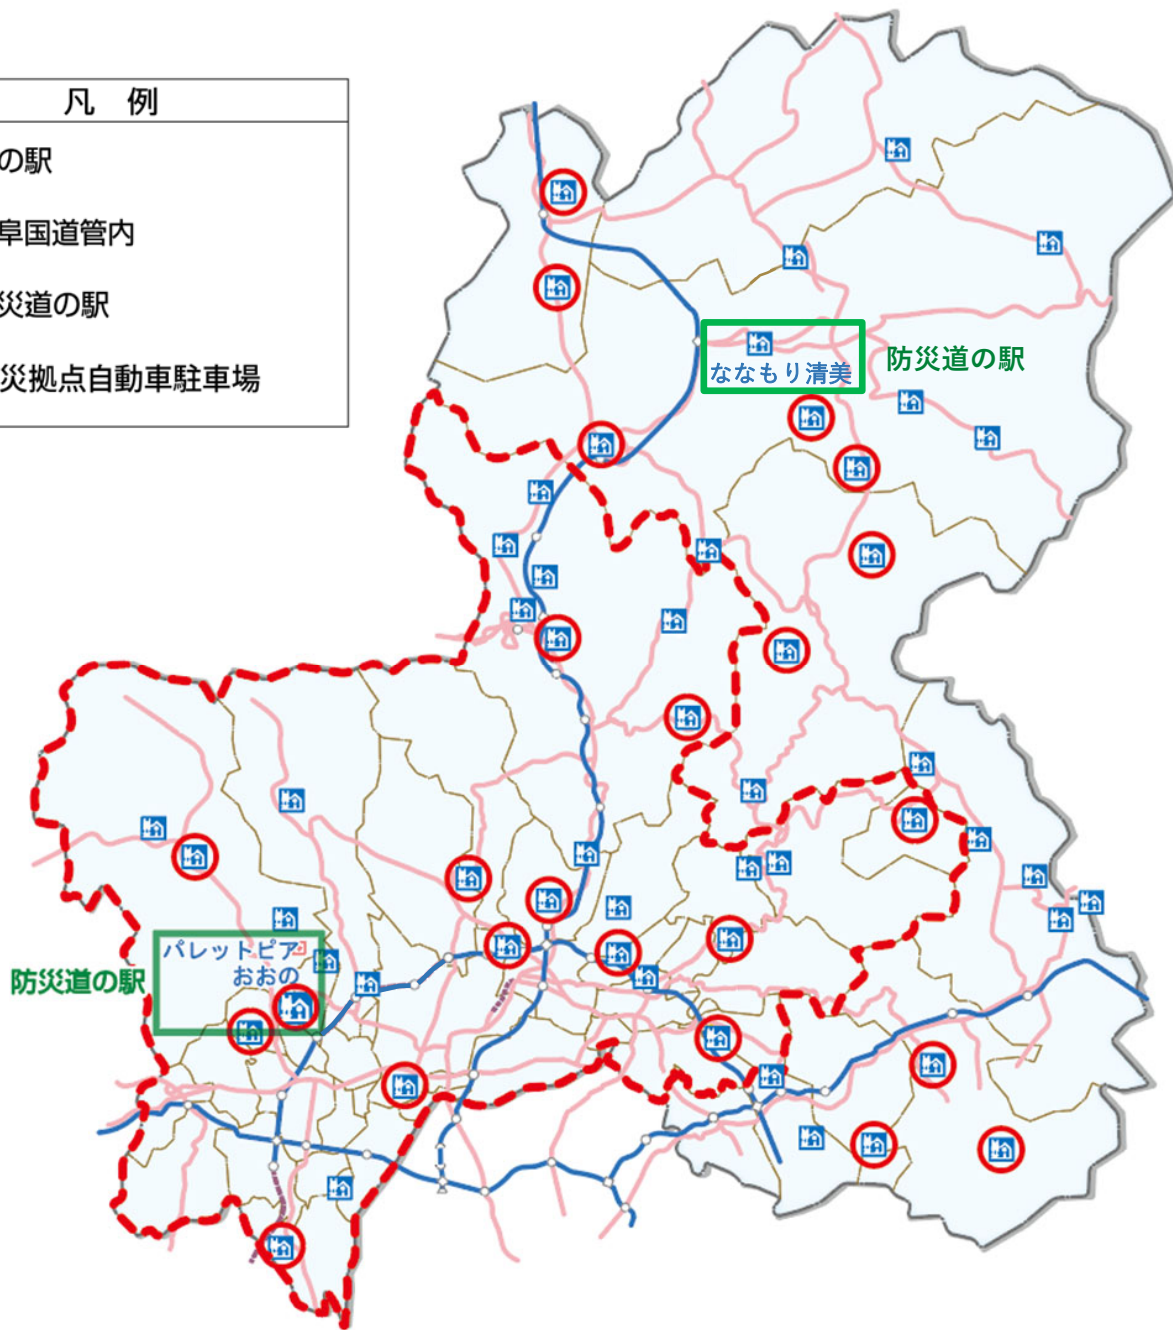 凡 例
の駅
阜国道管内
災道の駅
災拠点自動車駐車場
ななもり清美
防災道の駅
パレットピア
おおの
防災道の駅